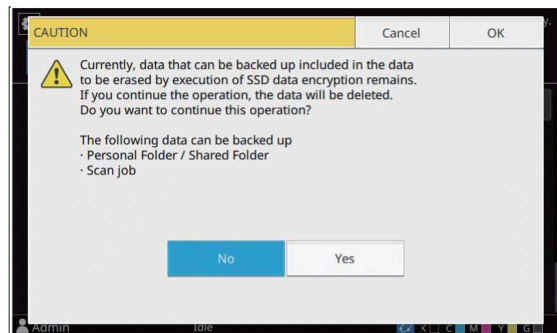 CAUTION
Cancel
OK
Currently, data that can be backed up included in the data
to be erased by execution of SSD data encryption remains.
If you continue the operation, the data will be deleted.
Do you want to continue this operation?
The following data can be backed up
· Personal Folder / Shared Folder
· Scan job
No
Yes
Admin
Idle
K C M Y G